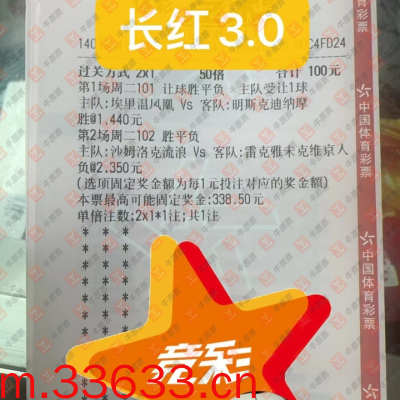 长红3.0
C4FD24
过关方式 2x1 50倍 合计 100元
第1场周二101 让球胜平负 主队受让1球
主队:埃里温凤凰 Vs 客队:明斯克迪纳摩
胜@1.440元
第2场周二102 胜平负
主队:沙姆洛克流浪 Vs 客队:雷克雅未克维京人
负@2.350元
(选项固定奖金额为每1元投注对应的奖金额)
本票最高可能固定奖金:338.50元
单倍注数:2x1*1注;共1注
竞彩
m.33633.cn
中国体育彩票
中国体育彩票
体育彩票